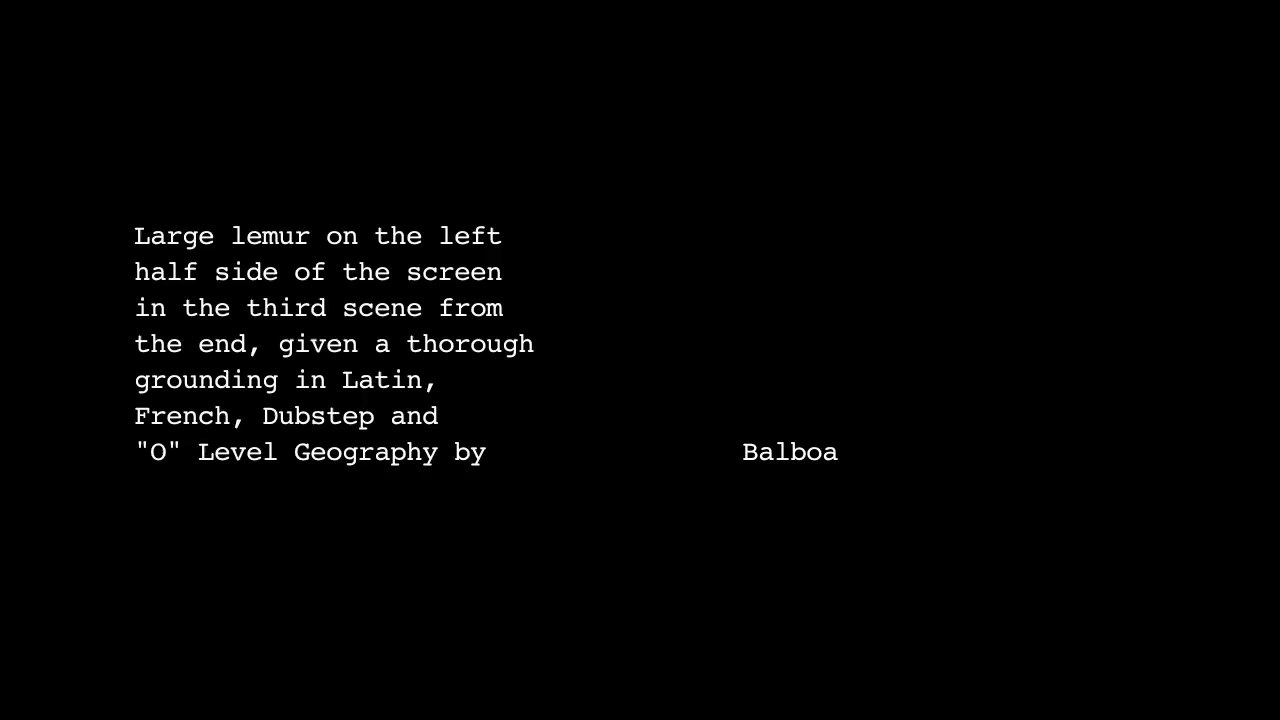 Large lemur on the left
half side of the screen
in the third scene from
the end, given a thorough
grounding in Latin,
French, Dubstep and
"O" Level Geography by Balboa